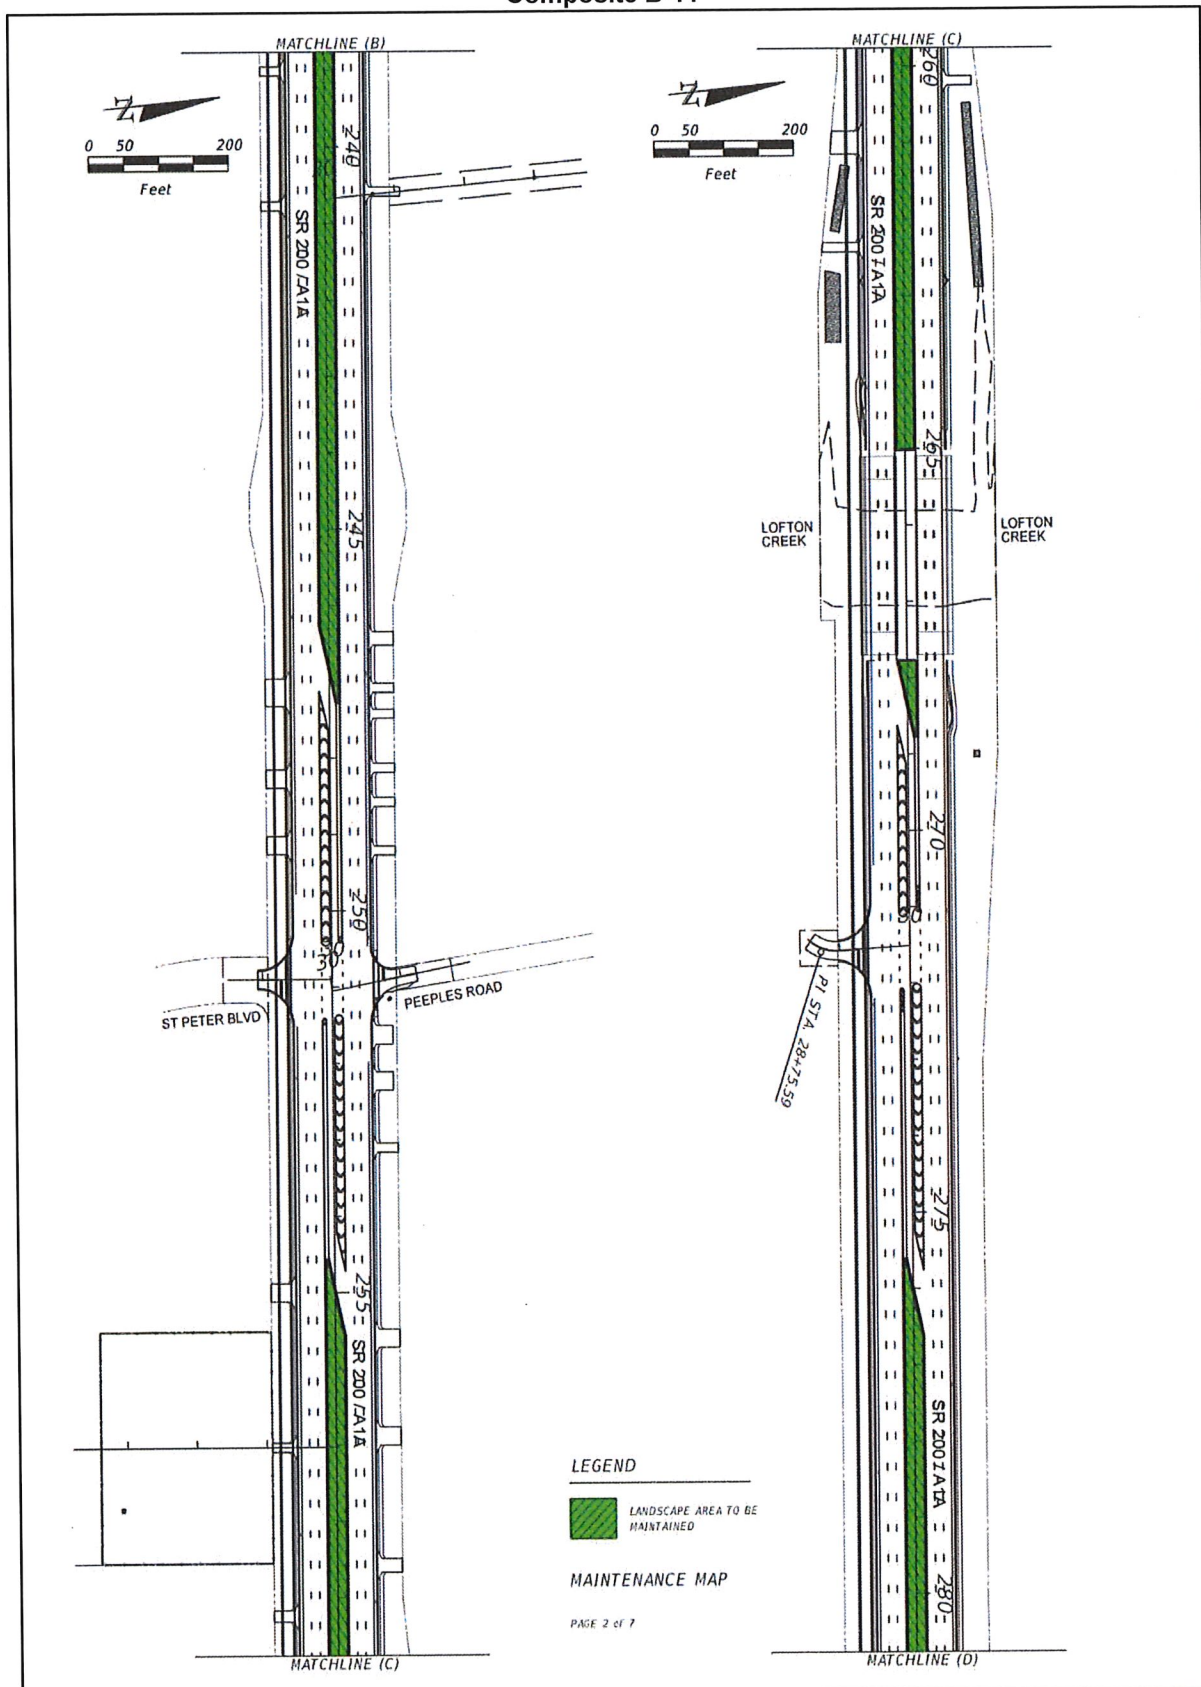 MATCHLINE (B)
N
0 50 200
Feet
240
SR 200 / A1A
245
250
ST PETER BLVD
PEEPLES ROAD
255
SR 200 / A1A
MATCHLINE (C)
MATCHLINE (C)
260
N
0 50 200
Feet
SR 200 / A1A
265
LOFTON
CREEK
LOFTON
CREEK
270
PI STA. 28+75.59
275
SR 200 / A1A
280
MATCHLINE (D)
LEGEND
LANDSCAPE AREA TO BE
MAINTAINED
MAINTENANCE MAP
PAGE 2 of 7